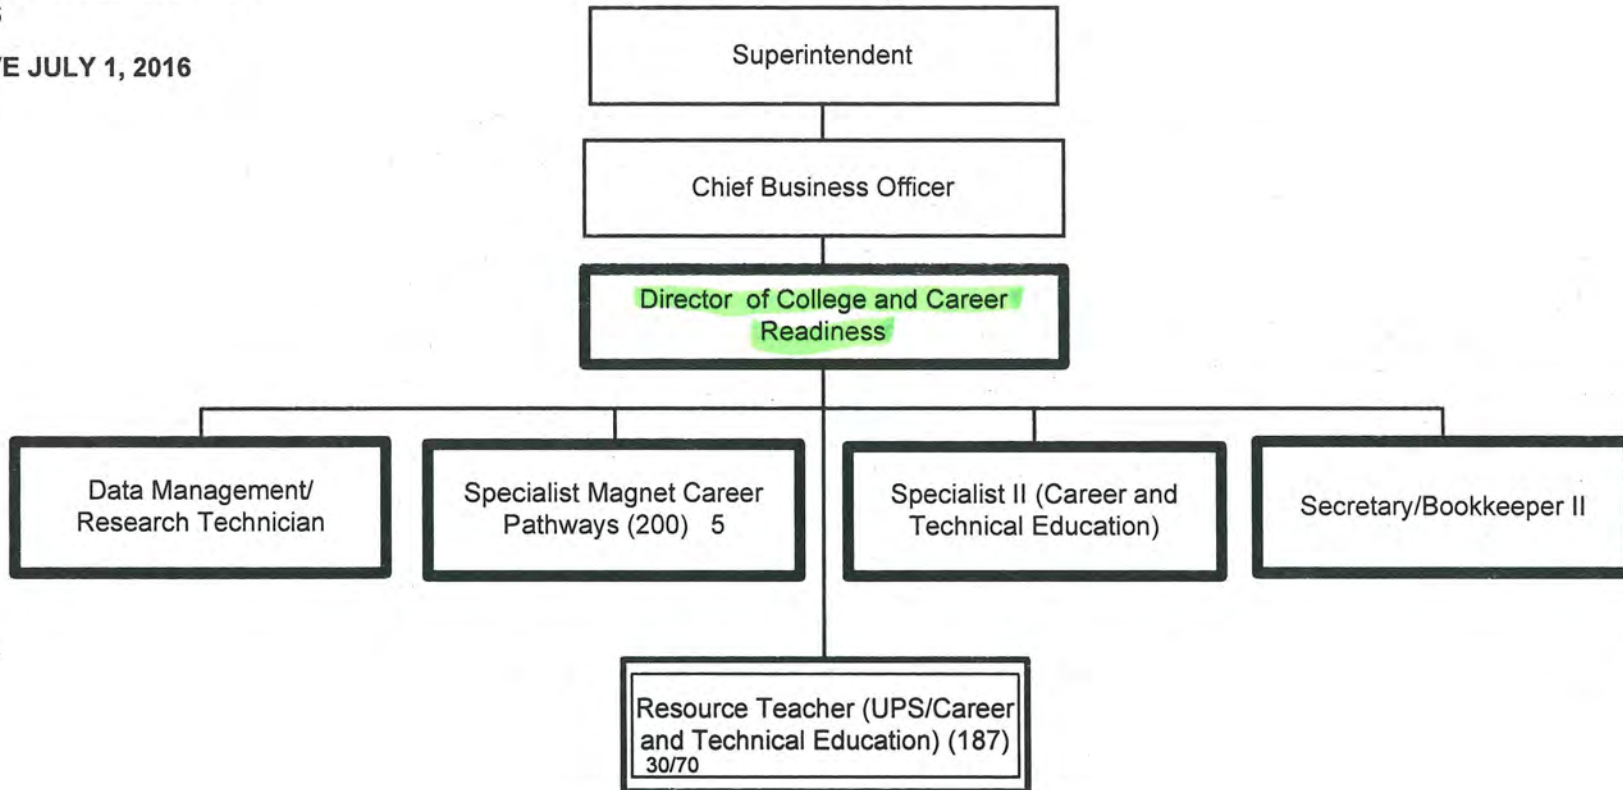 VE JULY 1, 2016
Superintendent
Chief Business Officer
Director of College and Career
Readiness
Data Management/
Research Technician
Specialist Magnet Career
Pathways (200) 5
Specialist II (Career and
Technical Education)
Secretary/Bookkeeper II
Resource Teacher (UPS/Career
and Technical Education) (187)
30/70